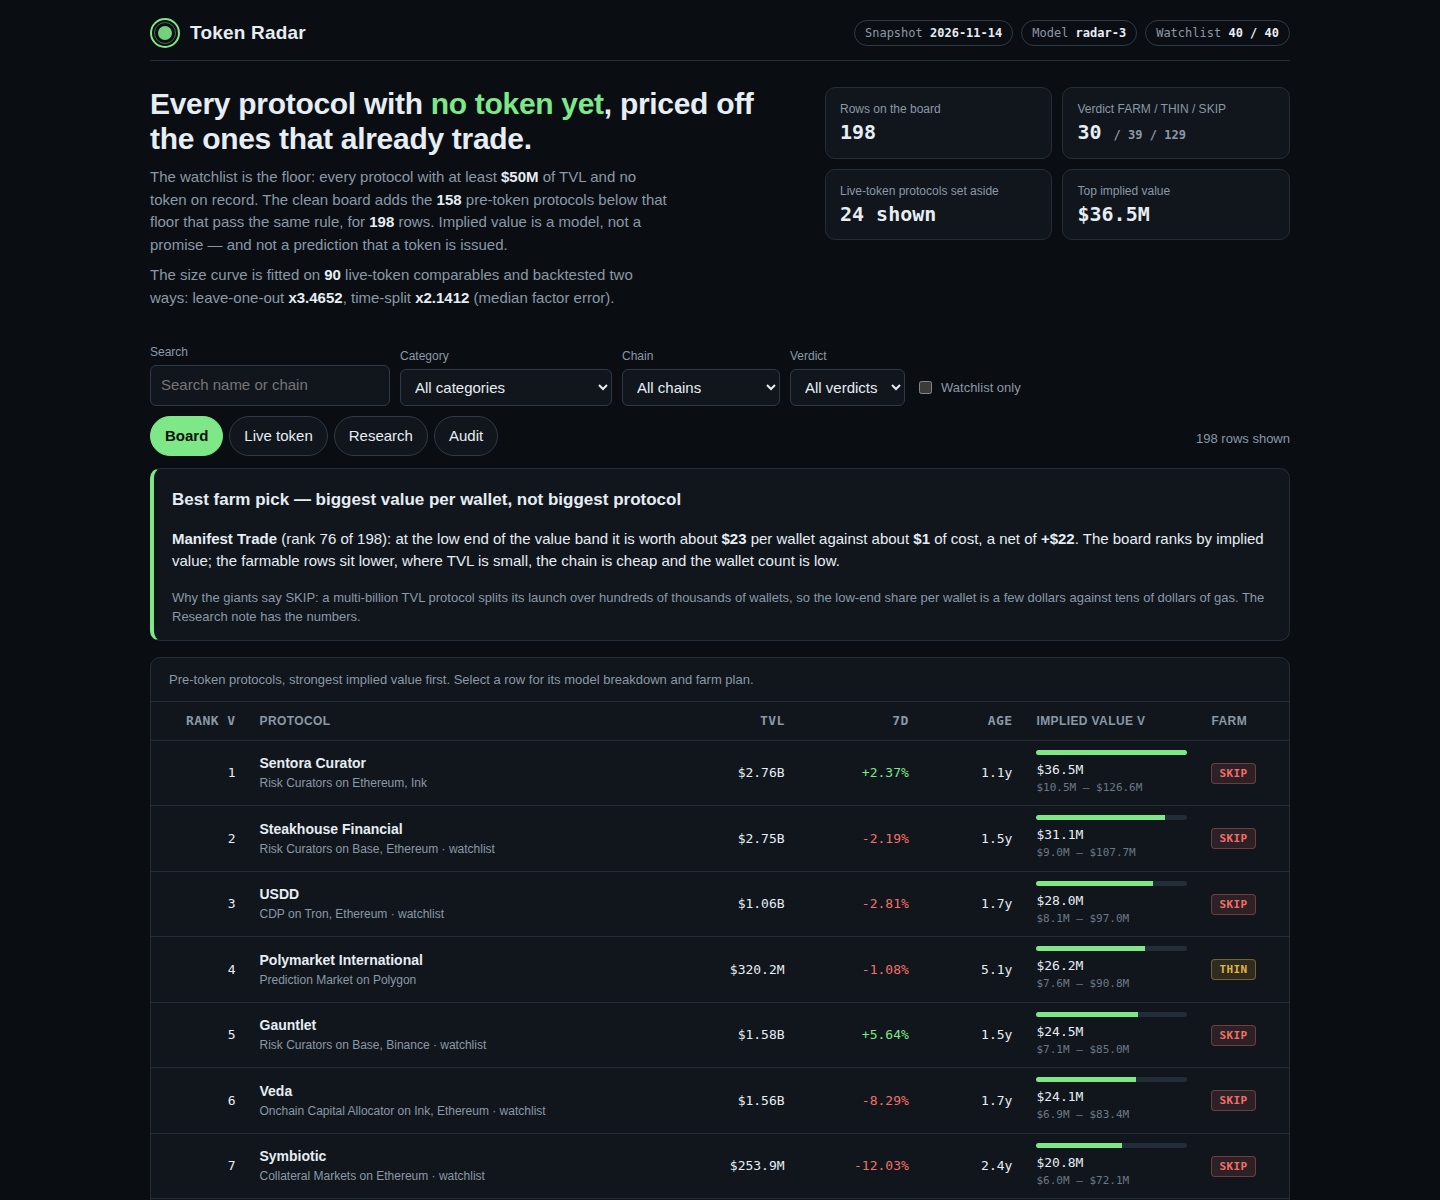 Token Radar
Snapshot 2026-11-14
Model radar-3
Watchlist 40 / 40
Every protocol with no token yet, priced off
the ones that already trade.
The watchlist is the floor: every protocol with at least $50M of TVL and no
token on record. The clean board adds the 158 pre-token protocols below that
floor that pass the same rule, for 198 rows. Implied value is a model, not a
promise — and not a prediction that a token is issued.
The size curve is fitted on 90 live-token comparables and backtested two
ways: leave-one-out x3.4652, time-split x2.1412 (median factor error).
Rows on the board
198
Verdict FARM / THIN / SKIP
30 / 39 / 129
Live-token protocols set aside
24 shown
Top implied value
$36.5M
Search
Search name or chain
Category
All categories
Chain
All chains
Verdict
All verdicts
Watchlist only
Board
Live token
Research
Audit
198 rows shown
Best farm pick — biggest value per wallet, not biggest protocol
Manifest Trade (rank 76 of 198): at the low end of the value band it is worth about $23 per wallet against about $1 of cost, a net of +$22. The board ranks by implied
value; the farmable rows sit lower, where TVL is small, the chain is cheap and the wallet count is low.
Why the giants say SKIP: a multi-billion TVL protocol splits its launch over hundreds of thousands of wallets, so the low-end share per wallet is a few dollars against tens of dollars of gas. The
Research note has the numbers.
Pre-token protocols, strongest implied value first. Select a row for its model breakdown and farm plan.
RANK V PROTOCOL TVL 7D AGE IMPLIED VALUE V FARM
1 Sentora Curator $2.76B +2.37% 1.1y $36.5M SKIP
Risk Curators on Ethereum, Ink $10.5M — $126.6M
2 Steakhouse Financial $2.75B -2.19% 1.5y $31.1M SKIP
Risk Curators on Base, Ethereum · watchlist $9.0M — $107.7M
3 USDD $1.06B -2.81% 1.7y $28.0M SKIP
CDP on Tron, Ethereum · watchlist $8.1M — $97.0M
4 Polymarket International $320.2M -1.08% 5.1y $26.2M THIN
Prediction Market on Polygon $7.6M — $90.8M
5 Gauntlet $1.58B +5.64% 1.5y $24.5M SKIP
Risk Curators on Base, Binance · watchlist $7.1M — $85.0M
6 Veda $1.56B -8.29% 1.7y $24.1M SKIP
Onchain Capital Allocator on Ink, Ethereum · watchlist $6.9M — $83.4M
7 Symbiotic $253.9M -12.03% 2.4y $20.8M SKIP
Collateral Markets on Ethereum · watchlist $6.0M — $72.1M